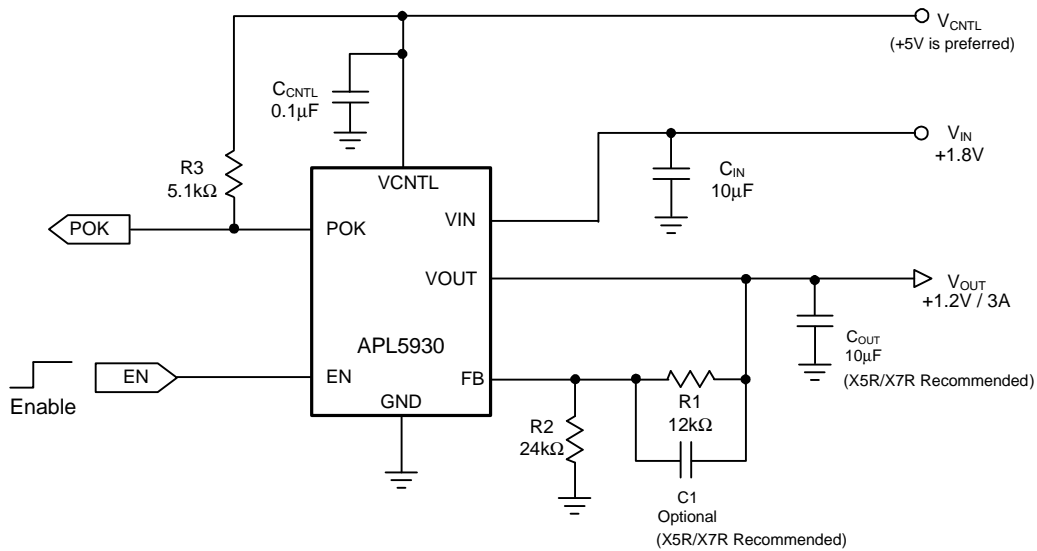 VCNTL
(+5V is preferred)
CCNTL
0.1µF
VIN
+1.8V
R3
5.1kΩ
CIN
10µF
VCNTL
POK
POK
VIN
VOUT
VOUT
+1.2V / 3A
APL5930
COUT
10µF
(X5R/X7R Recommended)
EN
EN
FB
Enable
GND
R1
12kΩ
R2
24kΩ
C1
Optional
(X5R/X7R Recommended)